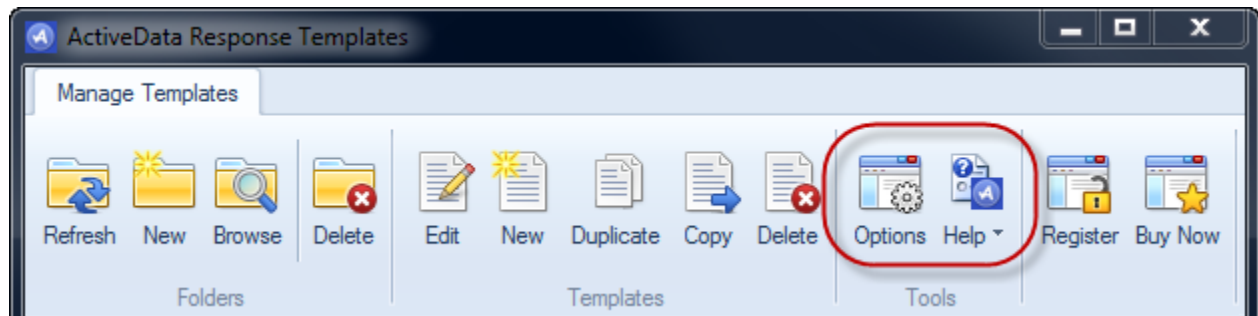 ActiveData Response Templates
Manage Templates
Refresh New Browse Delete Edit New Duplicate Copy Delete Options Help Register Buy Now
Folders Templates Tools